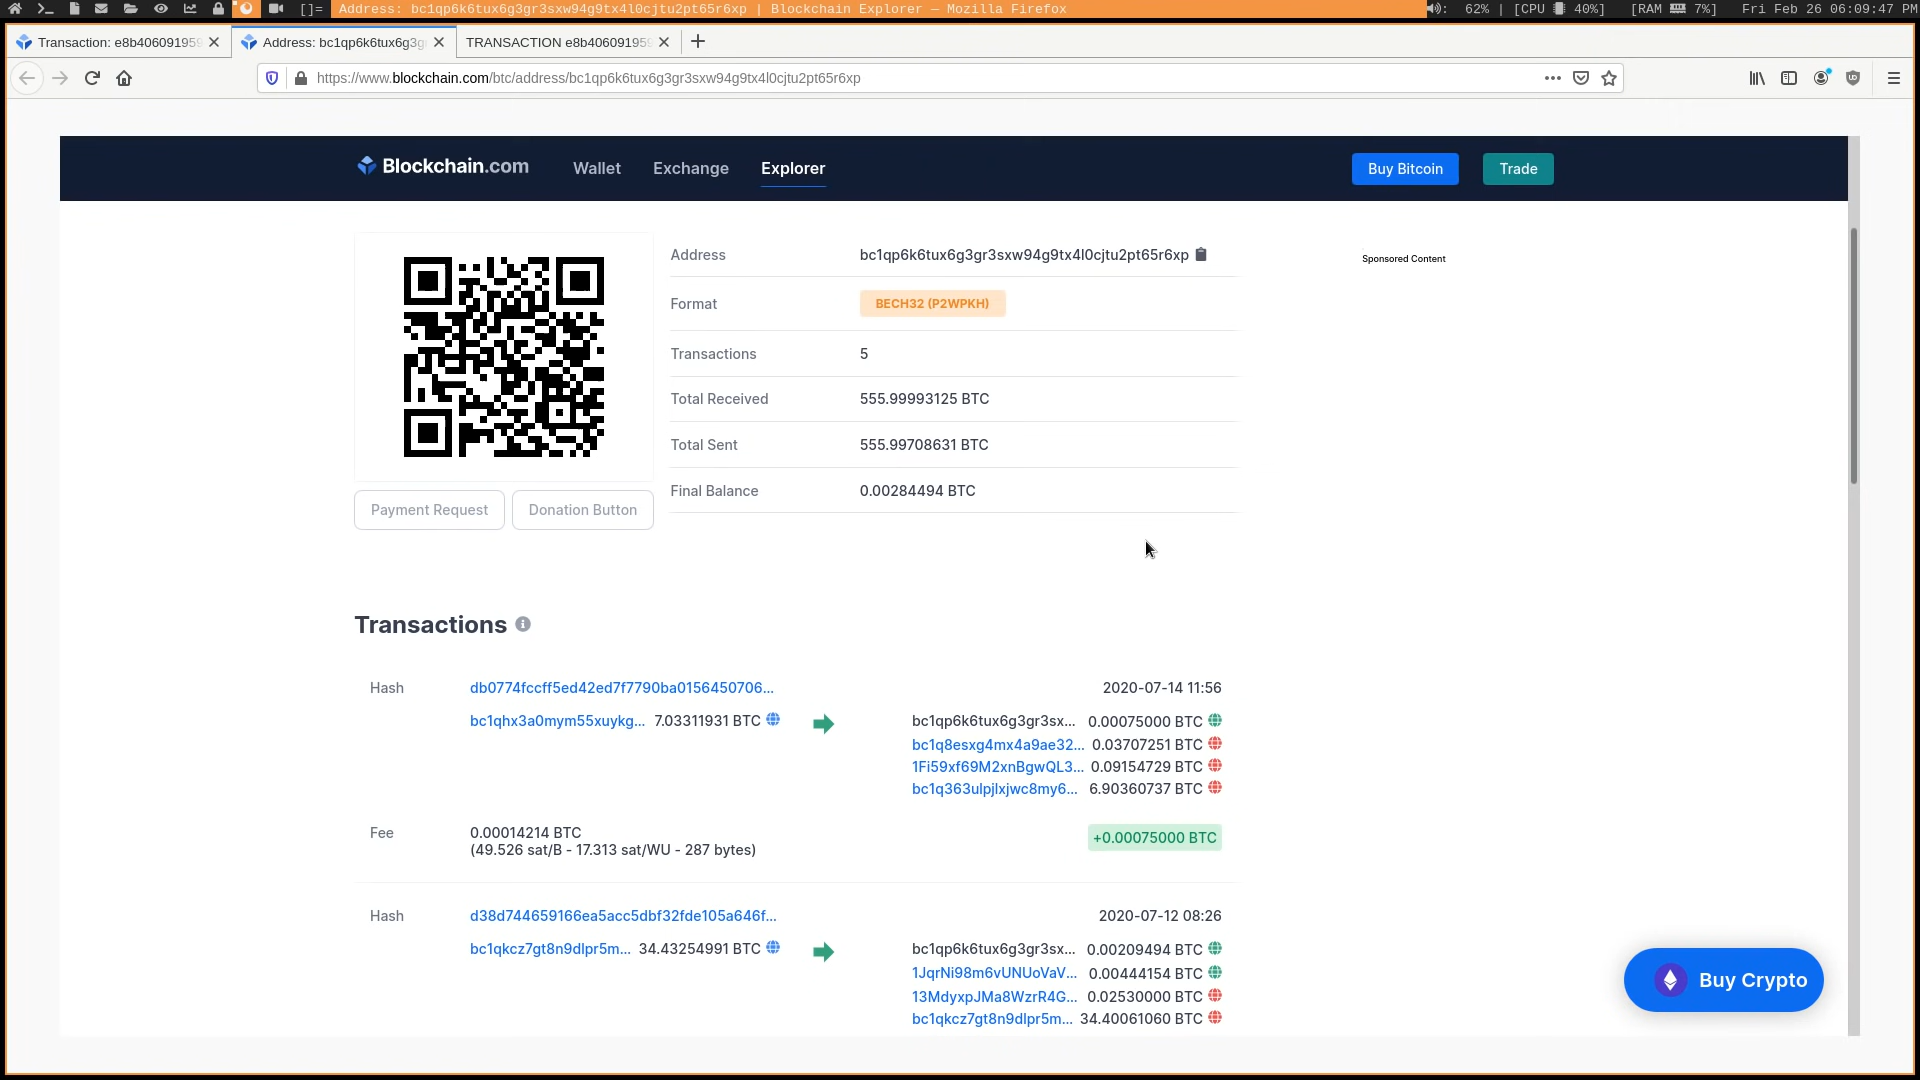 []= Address: bc1qp6k6tux6g3gr3sxw94g9tx4l0cjtu2pt65r6xp | Blockchain Explorer — Mozilla Firefox : 62% | [CPU 40%] [RAM 7%] Fri Feb 26 06:09:47 PM
Transaction: e8b406091959 Address: bc1qp6k6tux6g3g TRANSACTION e8b406091959
https://www.blockchain.com/btc/address/bc1qp6k6tux6g3gr3sxw94g9tx4l0cjtu2pt65r6xp
Blockchain.com Wallet Exchange Explorer Buy Bitcoin Trade
Address bc1qp6k6tux6g3gr3sxw94g9tx4l0cjtu2pt65r6xp
Sponsored Content
Format BECH32 (P2WPKH)
Transactions 5
Total Received 555.99993125 BTC
Total Sent 555.99708631 BTC
Final Balance 0.00284494 BTC
Payment Request Donation Button
Transactions
Hash db0774fccff5ed42ed7f7790ba0156450706... 2020-07-14 11:56
bc1qhx3a0mym55xuykg... 7.03311931 BTC bc1qp6k6tux6g3gr3sx... 0.00075000 BTC
bc1q8esxg4mx4a9ae32... 0.03707251 BTC
1Fi59xf69M2xnBgwQL3... 0.09154729 BTC
bc1q363ulpjlxjwc8my6... 6.90360737 BTC
Fee 0.00014214 BTC +0.00075000 BTC
(49.526 sat/B - 17.313 sat/WU - 287 bytes)
Hash d38d744659166ea5acc5dbf32fde105a646f... 2020-07-12 08:26
bc1qkcz7gt8n9dlpr5m... 34.43254991 BTC bc1qp6k6tux6g3gr3sx... 0.00209494 BTC
1JqrNi98m6vUNUoVaV... 0.00444154 BTC
13MdyxpJMa8WzrR4G... 0.02530000 BTC
bc1qkcz7gt8n9dlpr5m... 34.40061060 BTC
Buy Crypto